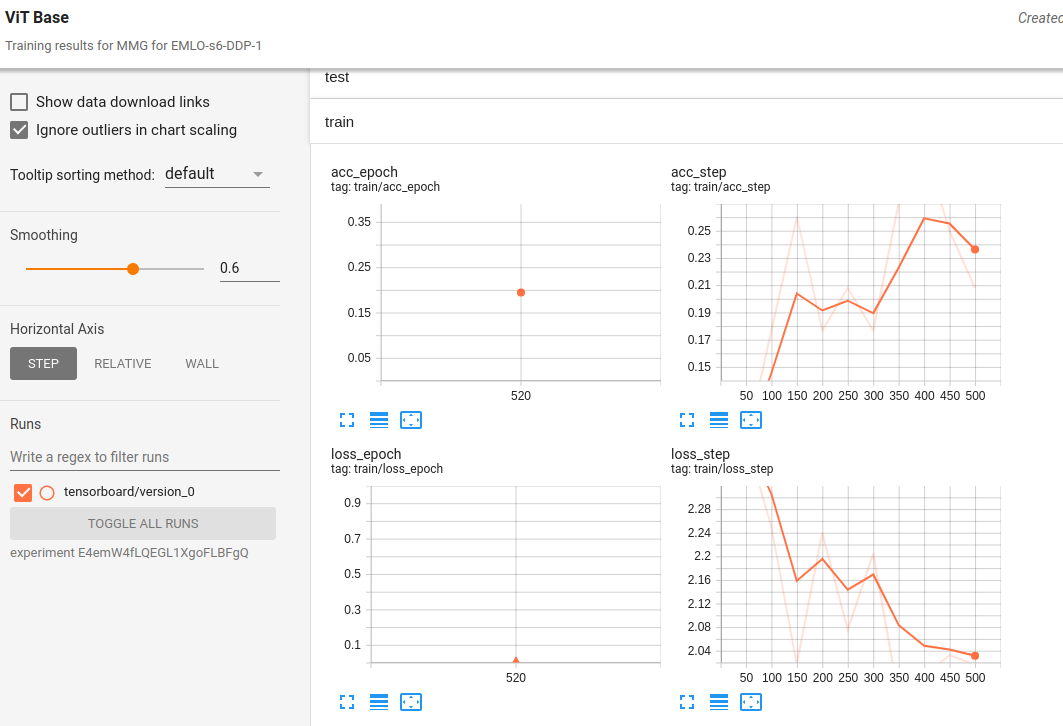 ViT Base
Created
Training results for MMG for EMLO-s6-DDP-1
Show data download links
Ignore outliers in chart scaling
Tooltip sorting method: default
Smoothing
0.6
Horizontal Axis
STEP RELATIVE WALL
Runs
Write a regex to filter runs
tensorboard/version_0
TOGGLE ALL RUNS
experiment E4emW4fLQEGL1XgoFLBFgQ
test
train
acc_epoch
tag: train/acc_epoch
0.35
0.25
0.15
0.05
520
acc_step
tag: train/acc_step
0.25
0.23
0.21
0.19
0.17
0.15
50 100 150 200 250 300 350 400 450 500
loss_epoch
tag: train/loss_epoch
0.9
0.7
0.5
0.3
0.1
520
loss_step
tag: train/loss_step
2.28
2.24
2.2
2.16
2.12
2.08
2.04
50 100 150 200 250 300 350 400 450 500